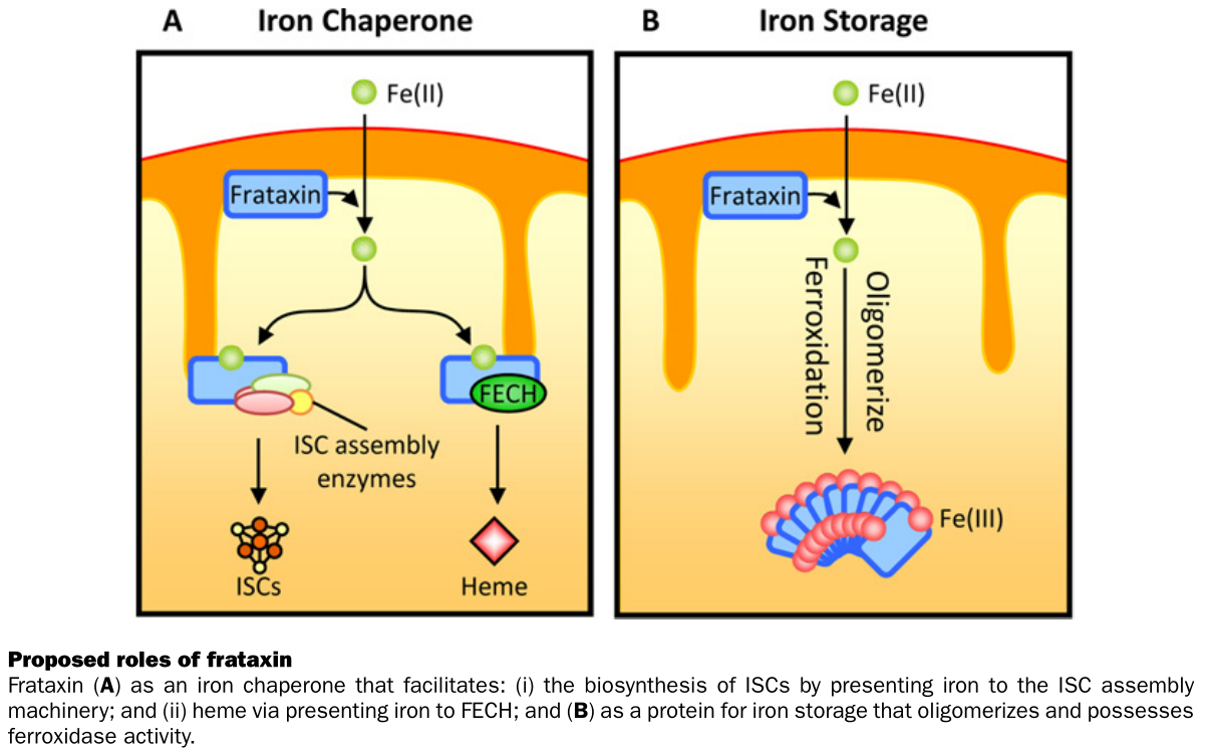 A Iron Chaperone
Fe(II)
Frataxin
FECH
ISC assembly
enzymes
ISCs
Heme
B Iron Storage
Fe(II)
Frataxin
Oligomerize
Ferroxidation
Fe(III)
Proposed roles of frataxin
Frataxin (A) as an iron chaperone that facilitates: (i) the biosynthesis of ISCs by presenting iron to the ISC assembly
machinery; and (ii) heme via presenting iron to FECH; and (B) as a protein for iron storage that oligomerizes and possesses
ferroxidase activity.